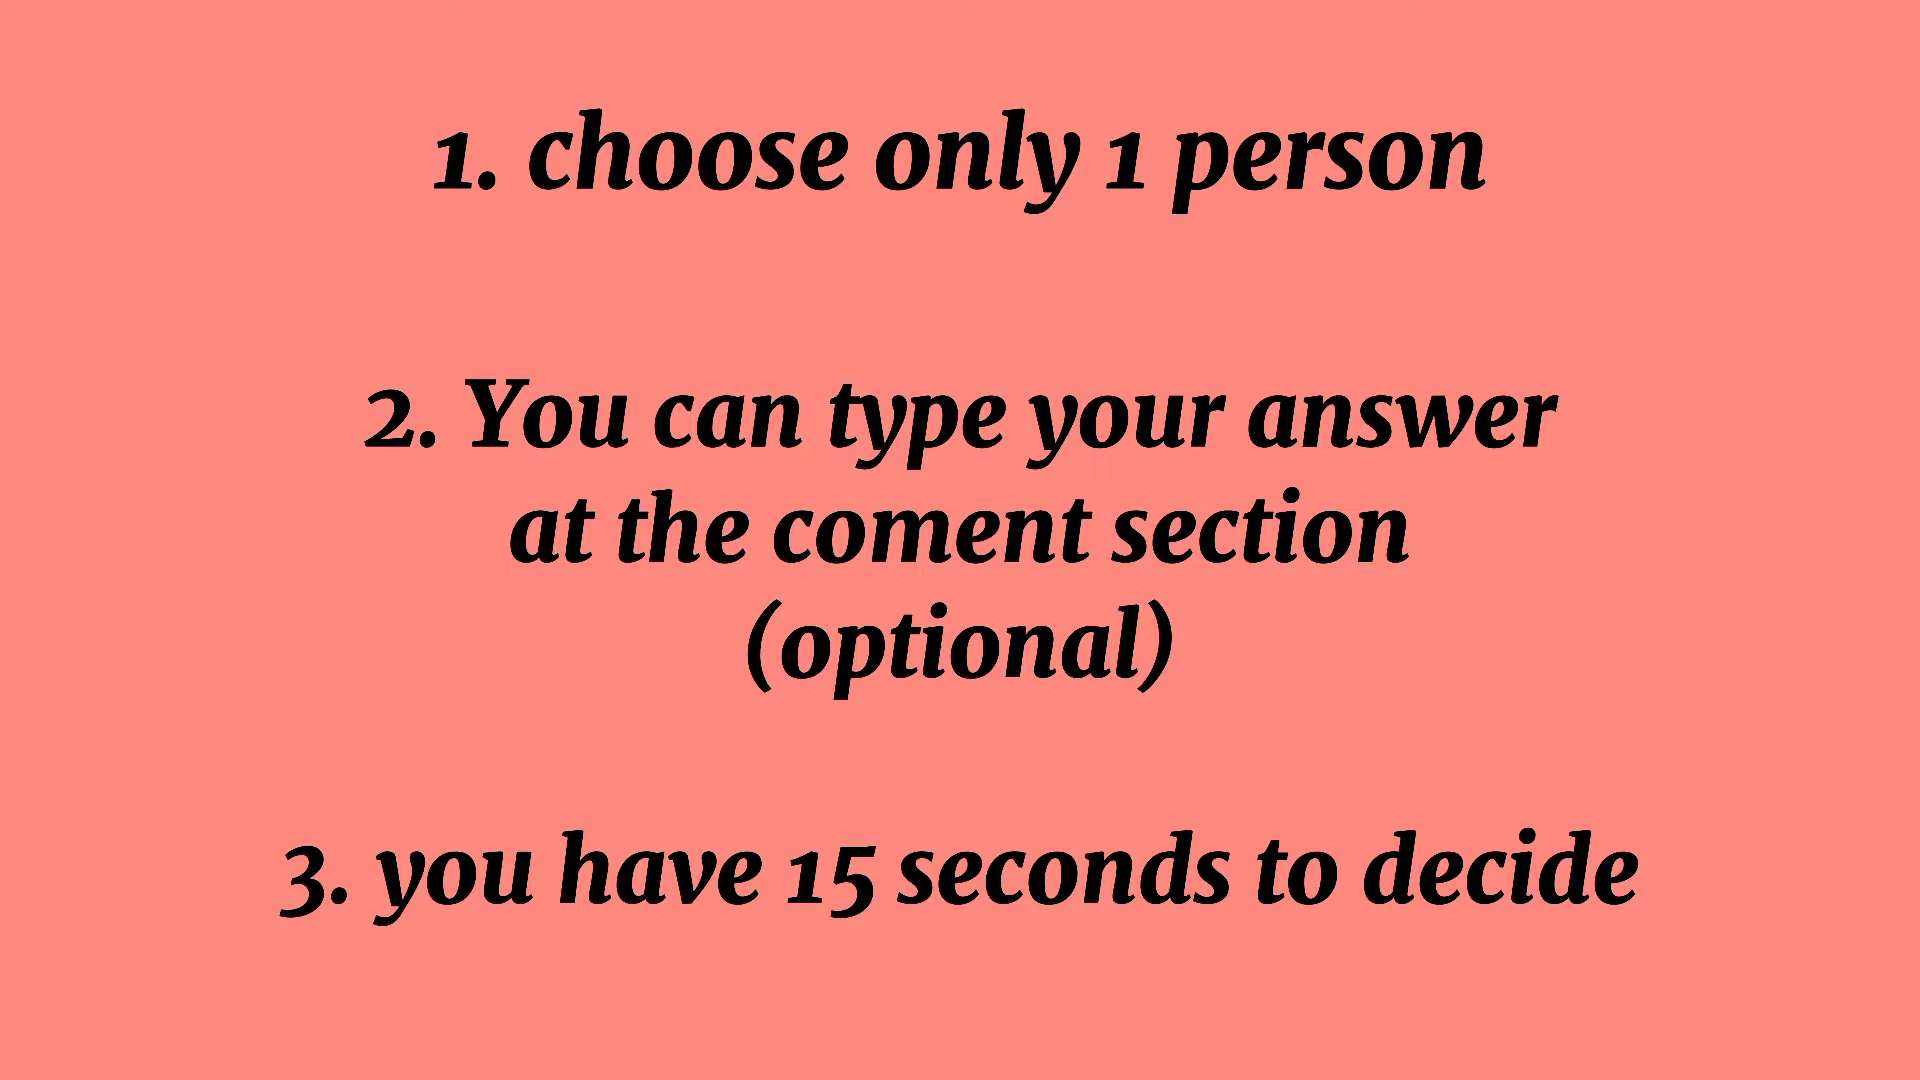 1. choose only 1 person
2. You can type your answer
at the coment section
(optional)
3. you have 15 seconds to decide